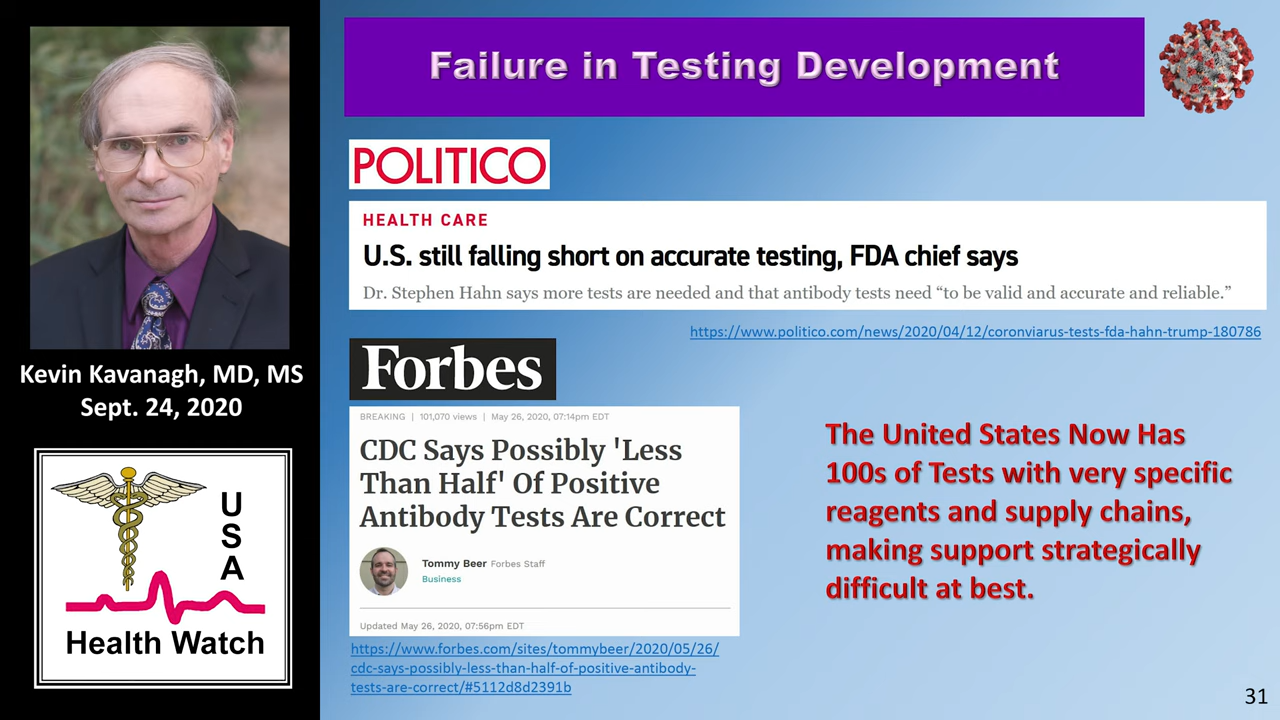 Failure in Testing Development
POLITICO
HEALTH CARE
U.S. still falling short on accurate testing, FDA chief says
Dr. Stephen Hahn says more tests are needed and that antibody tests need “to be valid and accurate and reliable.”
https://www.politico.com/news/2020/04/12/coronviarus-tests-fda-hahn-trump-180786
Kevin Kavanagh, MD, MS
Sept. 24, 2020
U
S
A
Health Watch
Forbes
BREAKING | 101,070 views | May 26, 2020, 07:14pm EDT
CDC Says Possibly 'Less
Than Half' Of Positive
Antibody Tests Are Correct
Tommy Beer Forbes Staff
Business
Updated May 26, 2020, 07:56pm EDT
https://www.forbes.com/sites/tommybeer/2020/05/26/
cdc-says-possibly-less-than-half-of-positive-antibody-
tests-are-correct/#5112d8d2391b
The United States Now Has
100s of Tests with very specific
reagents and supply chains,
making support strategically
difficult at best.
31